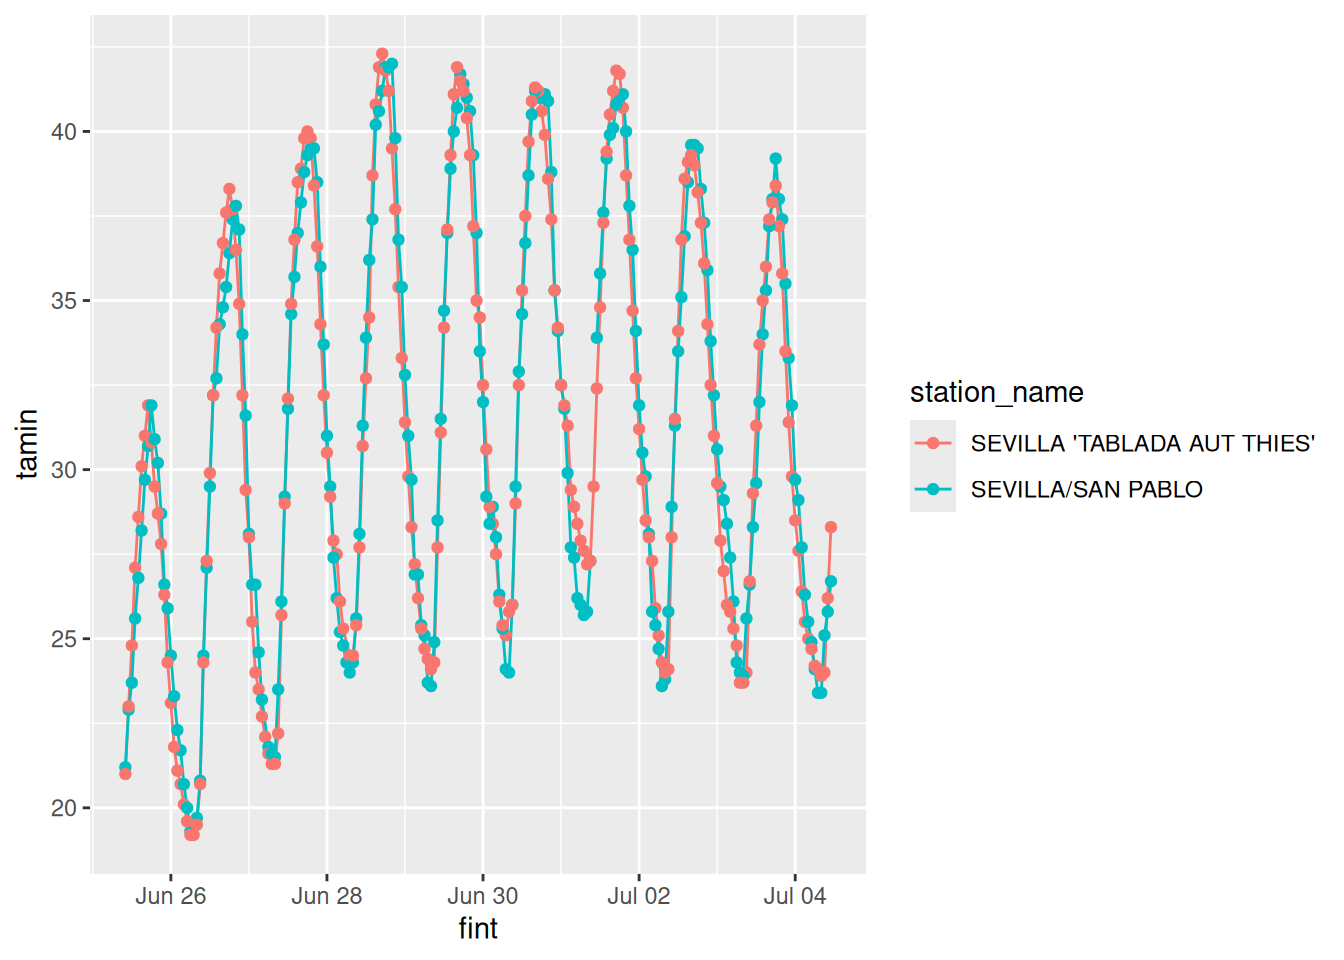 40
35
30
25
20
tamin
Jun 26 Jun 28 Jun 30 Jul 02 Jul 04
fint
station_name
SEVILLA 'TABLADA AUT THIES'
SEVILLA/SAN PABLO